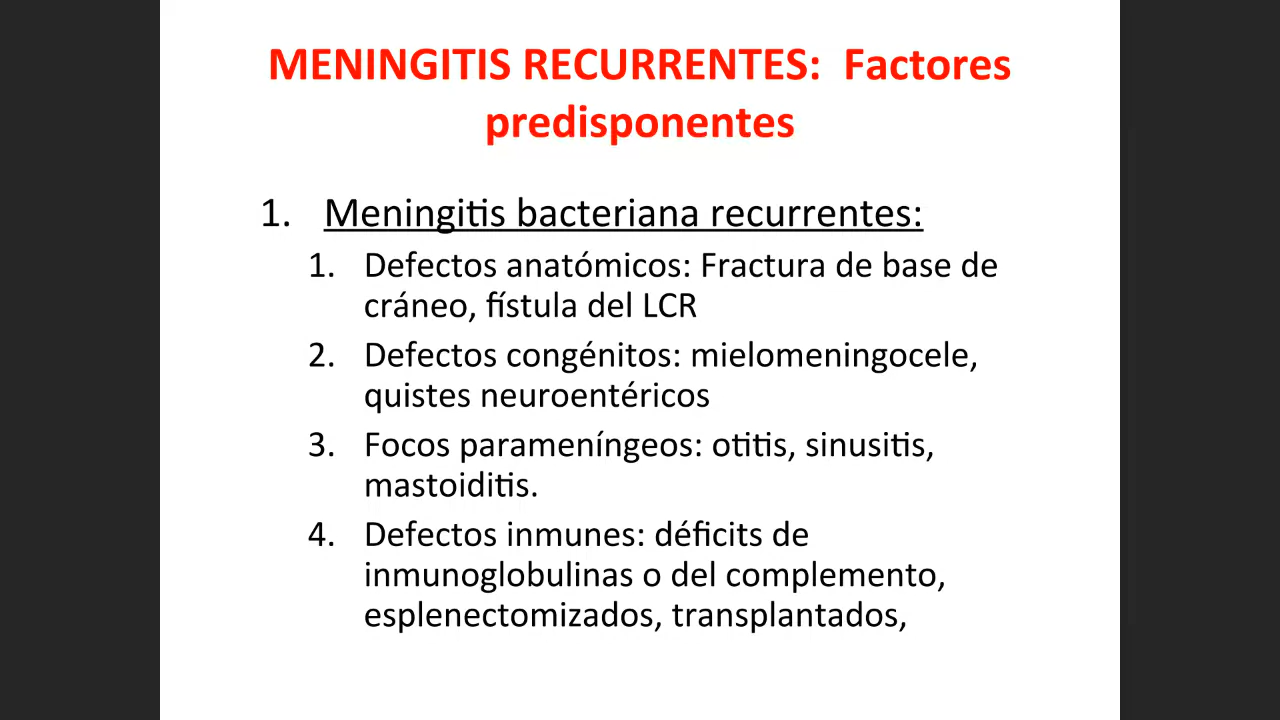 MENINGITIS RECURRENTES:  Factores
predisponentes
1. Meningitis bacteriana recurrentes:
1. Defectos anatómicos: Fractura de base de
cráneo, fístula del LCR
2. Defectos congénitos: mielomeningocele,
quistes neuroentéricos
3. Focos parameníngeos: otitis, sinusitis,
mastoiditis.
4. Defectos inmunes: déficits de
inmunoglobulinas o del complemento,
esplenectomizados, transplantados,